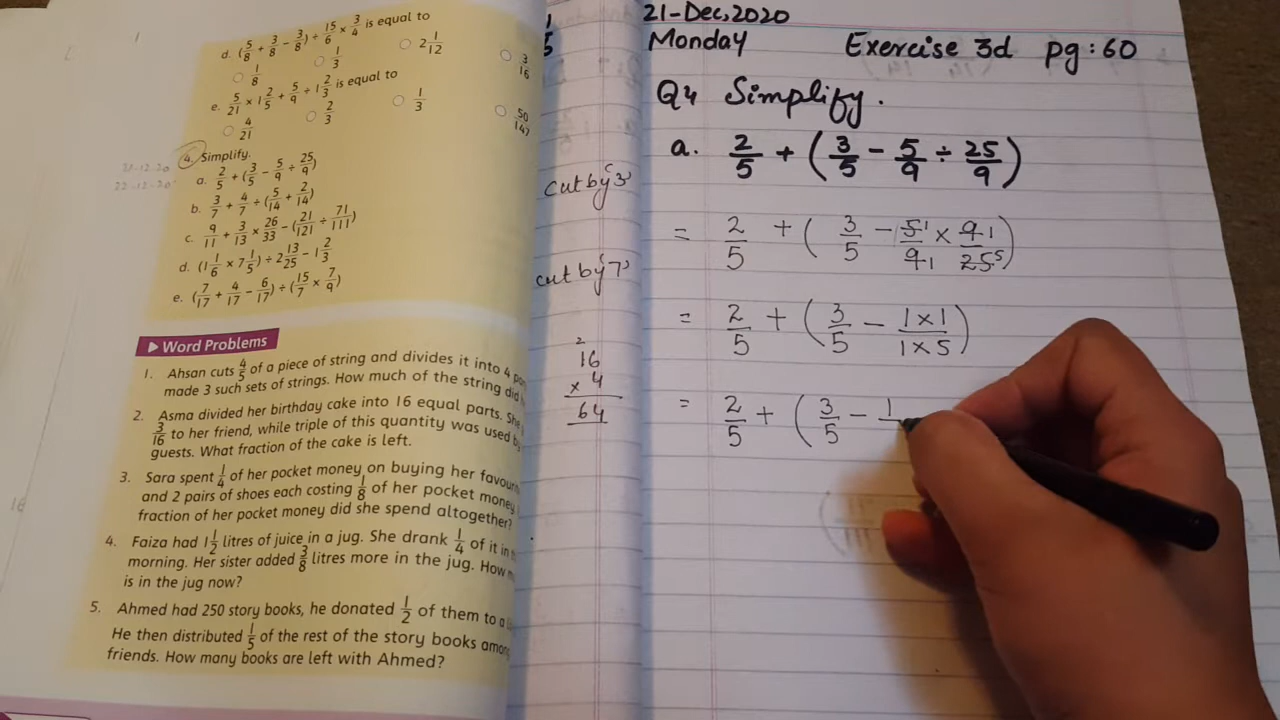 d. (5/8 + 3/8 − 3/8) ÷ 15/6 × 3/4 is equal to
1/8 1/3 2 1/12 3/16
e. 5/21 × 1 2/5 + 5/9 ÷ 1 2/3 is equal to
4/21 2/3 1/3 50/147
4. Simplify.
a. 2/5 + (3/5 − 5/9 ÷ 25/9)
b. 3/7 + 4/7 ÷ (5/14 + 2/14)
c. 9/11 + 3/13 × 26/33 − (21/121 ÷ 71/111)
d. (1 1/6 × 7 1/5) ÷ 2 13/25 − 1 2/3
e. (7/17 + 4/17 − 6/17) ÷ (15/7 × 7/9)
22-12-20
Word Problems
1. Ahsan cuts 4/5 of a piece of string and divides it into 4
made 3 such sets of strings. How much of the string did
2. Asma divided her birthday cake into 16 equal parts. She
3/16 to her friend, while triple of this quantity was used
guests. What fraction of the cake is left.
3. Sara spent 1/4 of her pocket money on buying her
and 2 pairs of shoes each costing 1/8 of her pocket money
fraction of her pocket money did she spend altogether?
4. Faiza had 1 1/2 litres of juice in a jug. She drank 1/4 of it in
morning. Her sister added 3/8 litres more in the jug. How
is in the jug now?
5. Ahmed had 250 story books, he donated 1/2 of them to a
He then distributed 1/5 of the rest of the story books
friends. How many books are left with Ahmed?
16
1/5
cut by 3
cut by 7
2
16
× 4
64
21-Dec,2020
Monday Exercise 3d pg:60
Q4 Simplify.
a. 2/5 + (3/5 − 5/9 ÷ 25/9)
= 2/5 + (3/5 − 5 1/9 1 × 9 1/25 5)
= 2/5 + (3/5 − 1×1/1×5)
= 2/5 + (3/5 − 1/